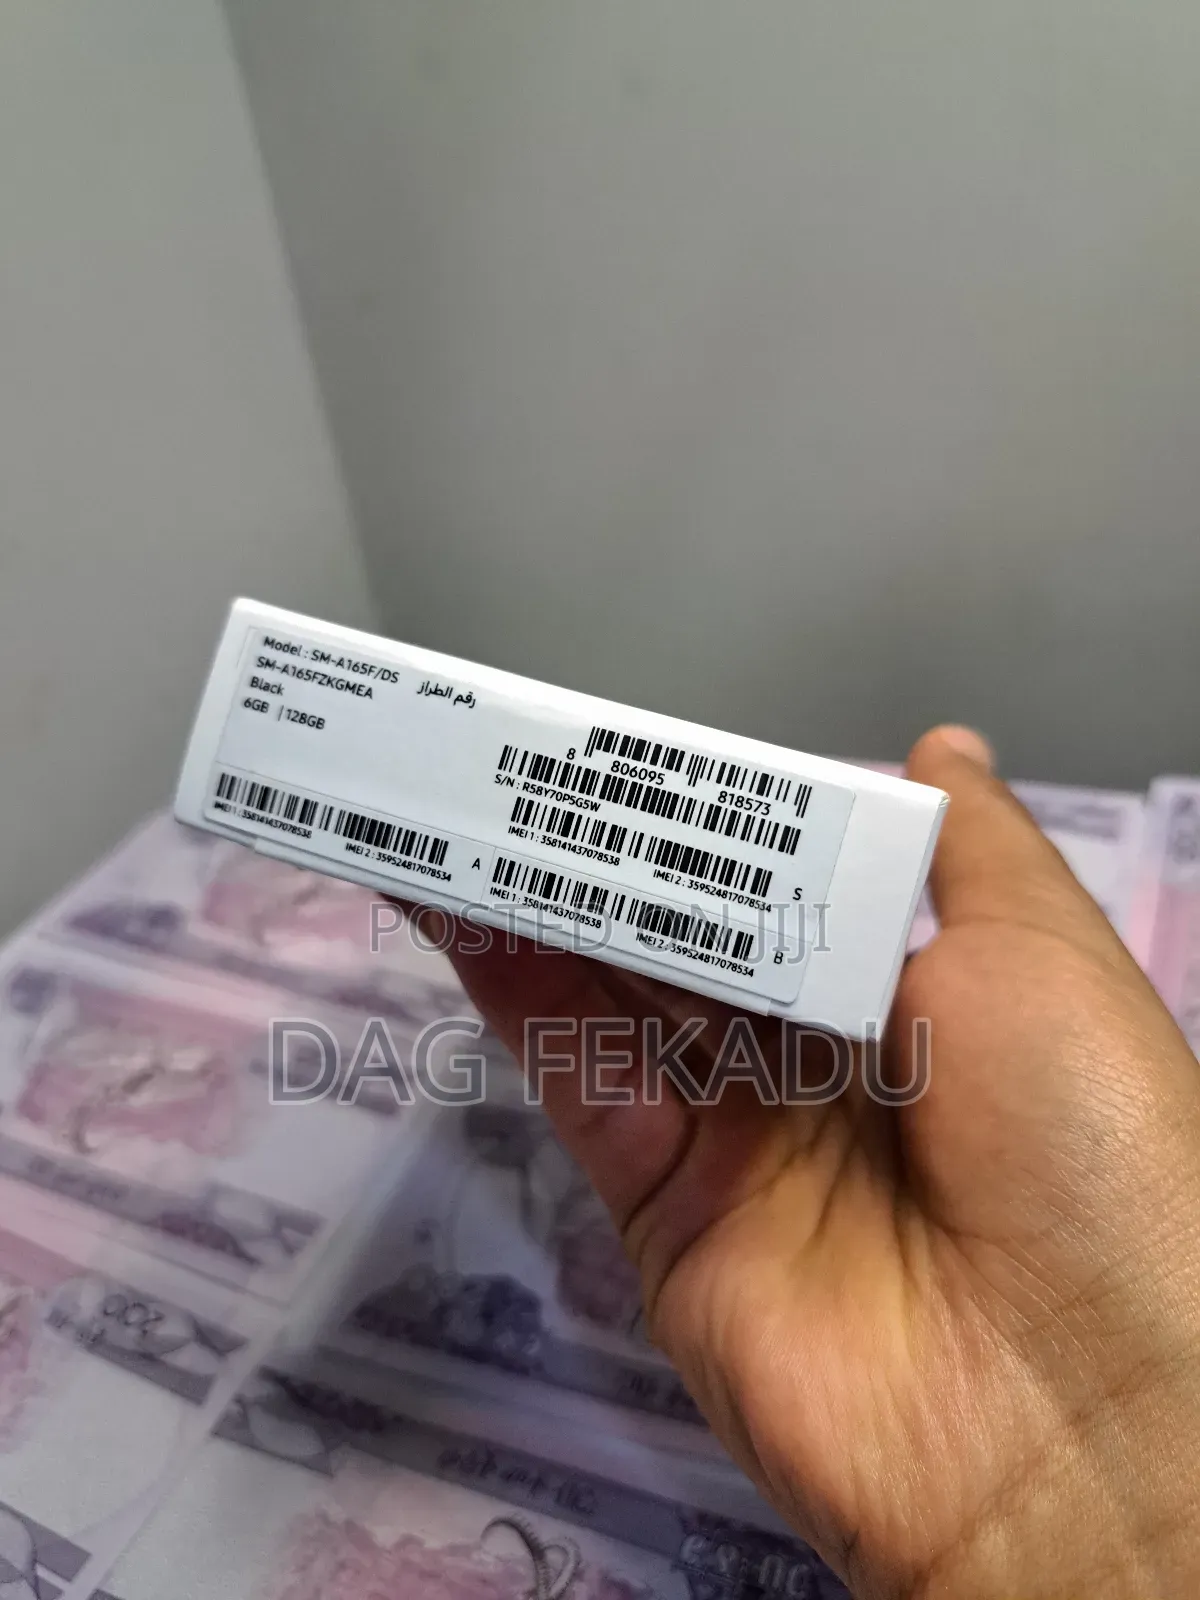 Model : SM-A165F/DS رقم الطراز
SM-A165FZKGMEA
Black
6GB | 128GB
8 806095 818573
S/N : R58Y70P5G5W
IMEI 1 : 358141437078538
IMEI 2 : 359524817078534
S
IMEI 1 : 358141437078538
IMEI 2 : 359524817078534
A
IMEI 1 : 358141437078538
IMEI 2 : 359524817078534
B
POSTED ON JIJI
DAG FEKADU
200